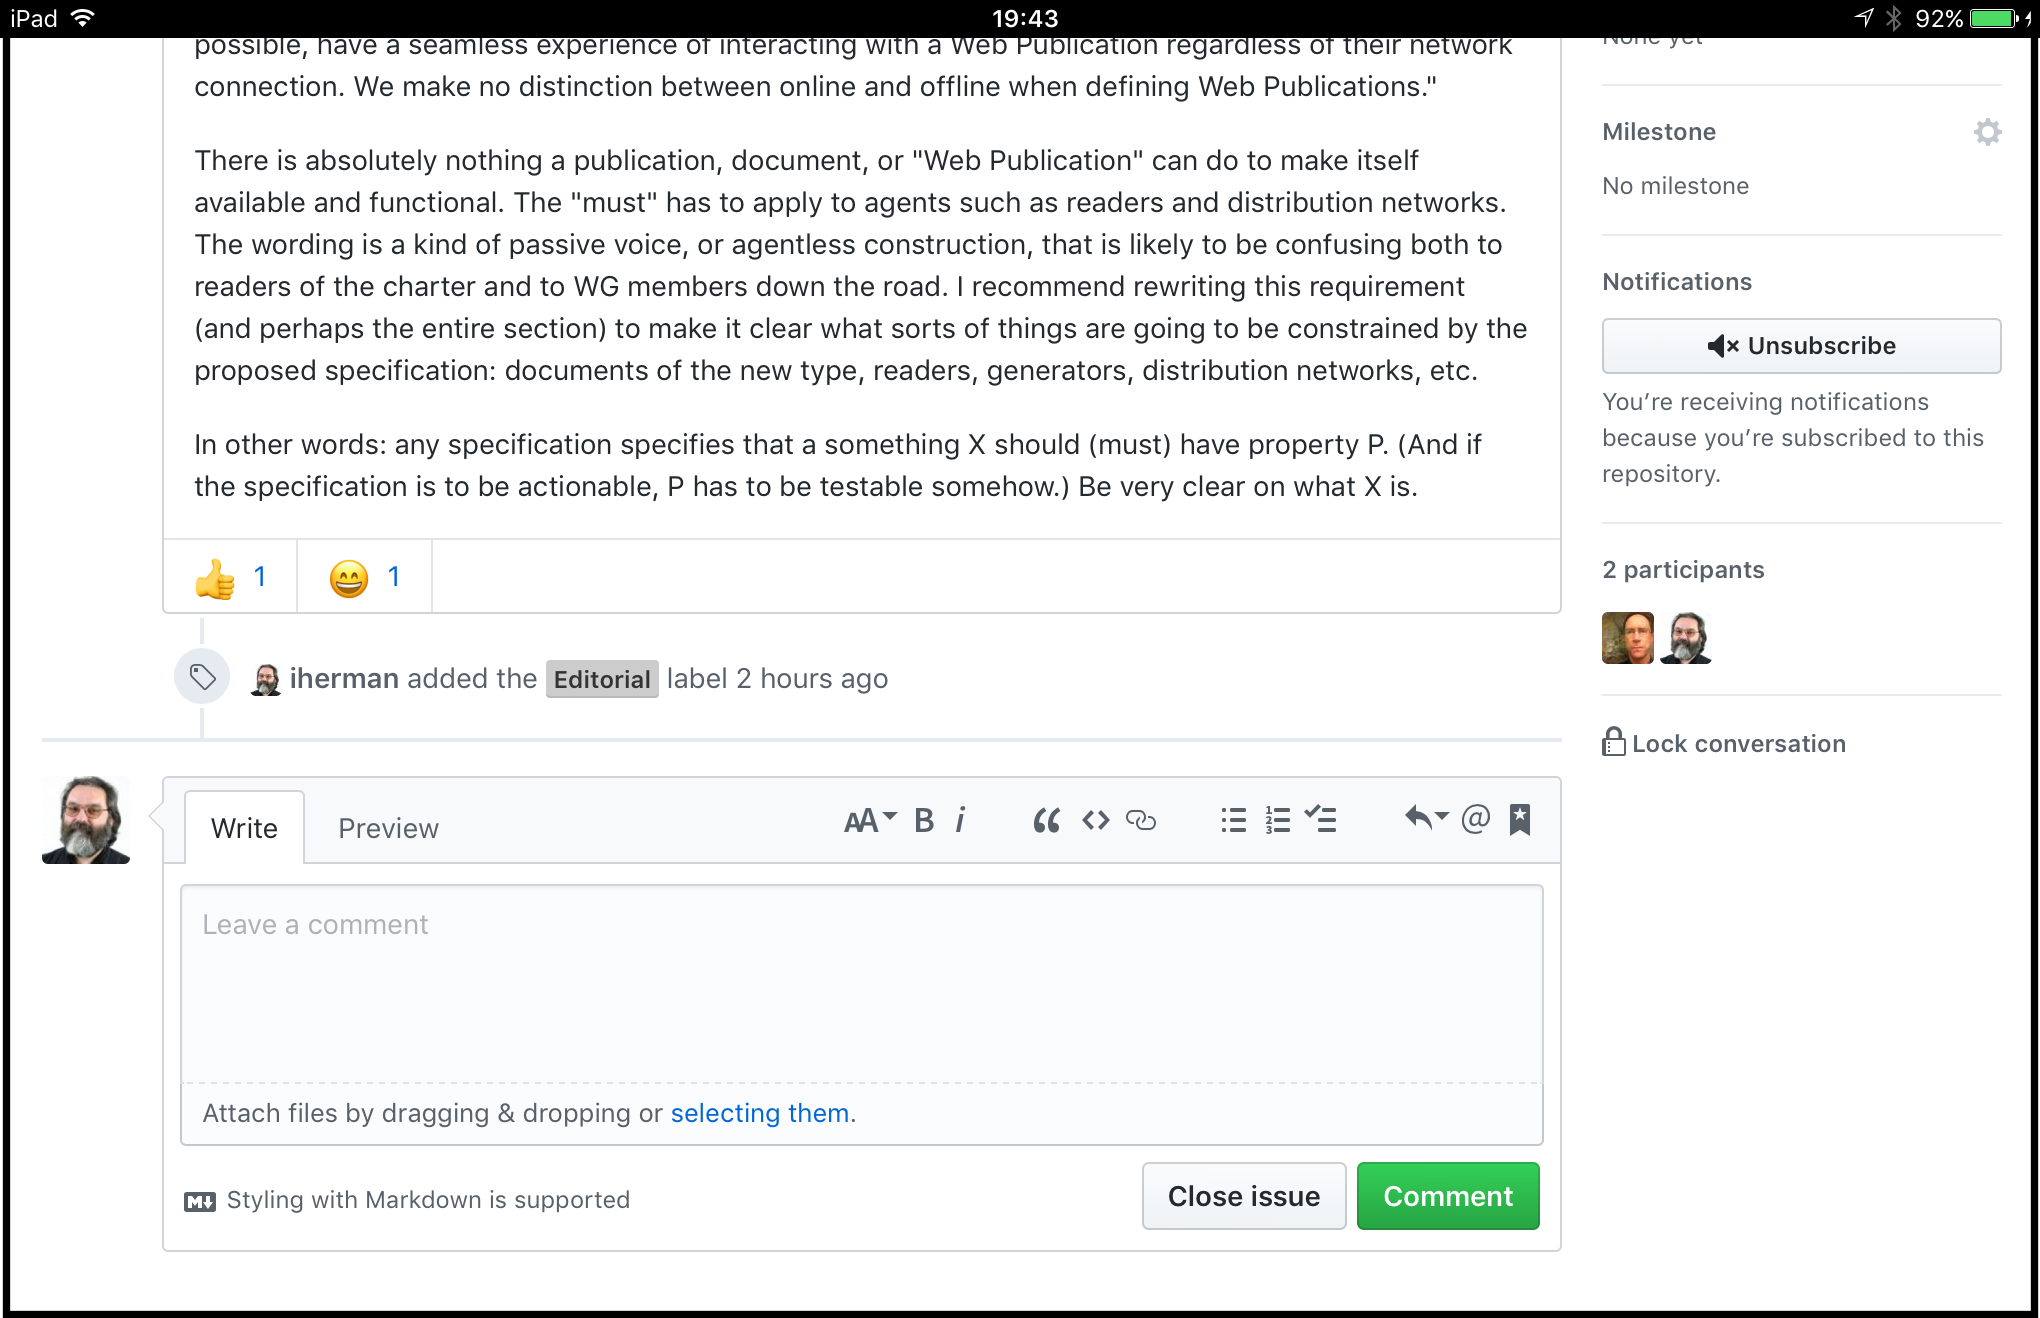 iPad 19:43 92%
possible, have a seamless experience of interacting with a Web Publication regardless of their network
connection. We make no distinction between online and offline when defining Web Publications."
There is absolutely nothing a publication, document, or "Web Publication" can do to make itself
available and functional. The "must" has to apply to agents such as readers and distribution networks.
The wording is a kind of passive voice, or agentless construction, that is likely to be confusing both to
readers of the charter and to WG members down the road. I recommend rewriting this requirement
(and perhaps the entire section) to make it clear what sorts of things are going to be constrained by the
proposed specification: documents of the new type, readers, generators, distribution networks, etc.
In other words: any specification specifies that a something X should (must) have property P. (And if
the specification is to be actionable, P has to be testable somehow.) Be very clear on what X is.
1 1
iherman added the Editorial label 2 hours ago
Write Preview
AA B i
Leave a comment
Attach files by dragging & dropping or selecting them.
Styling with Markdown is supported
Close issue Comment
None yet
Milestone
No milestone
Notifications
Unsubscribe
You're receiving notifications
because you're subscribed to this
repository.
2 participants
Lock conversation